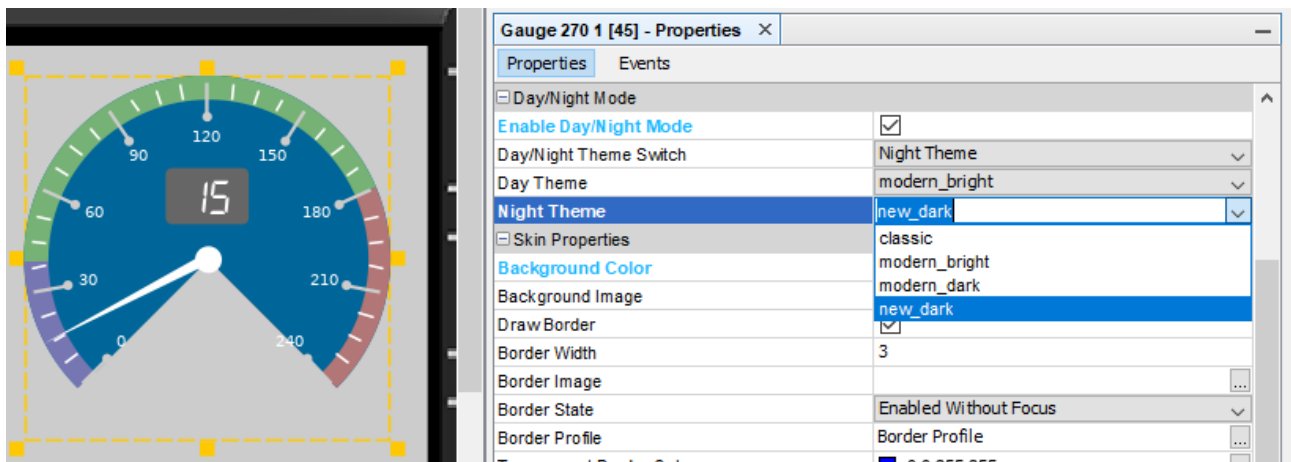 Gauge 270 1 [45] - Properties
Properties Events
Day/Night Mode
Enable Day/Night Mode
Day/Night Theme Switch Night Theme
Day Theme modern_bright
Night Theme new_dark
Skin Properties classic
Background Color modern_bright
Background Image modern_dark
new_dark
Draw Border
Border Width 3
Border Image ...
Border State Enabled Without Focus
Border Profile Border Profile ...
120
90 150
15
60 180
30 210
0 240